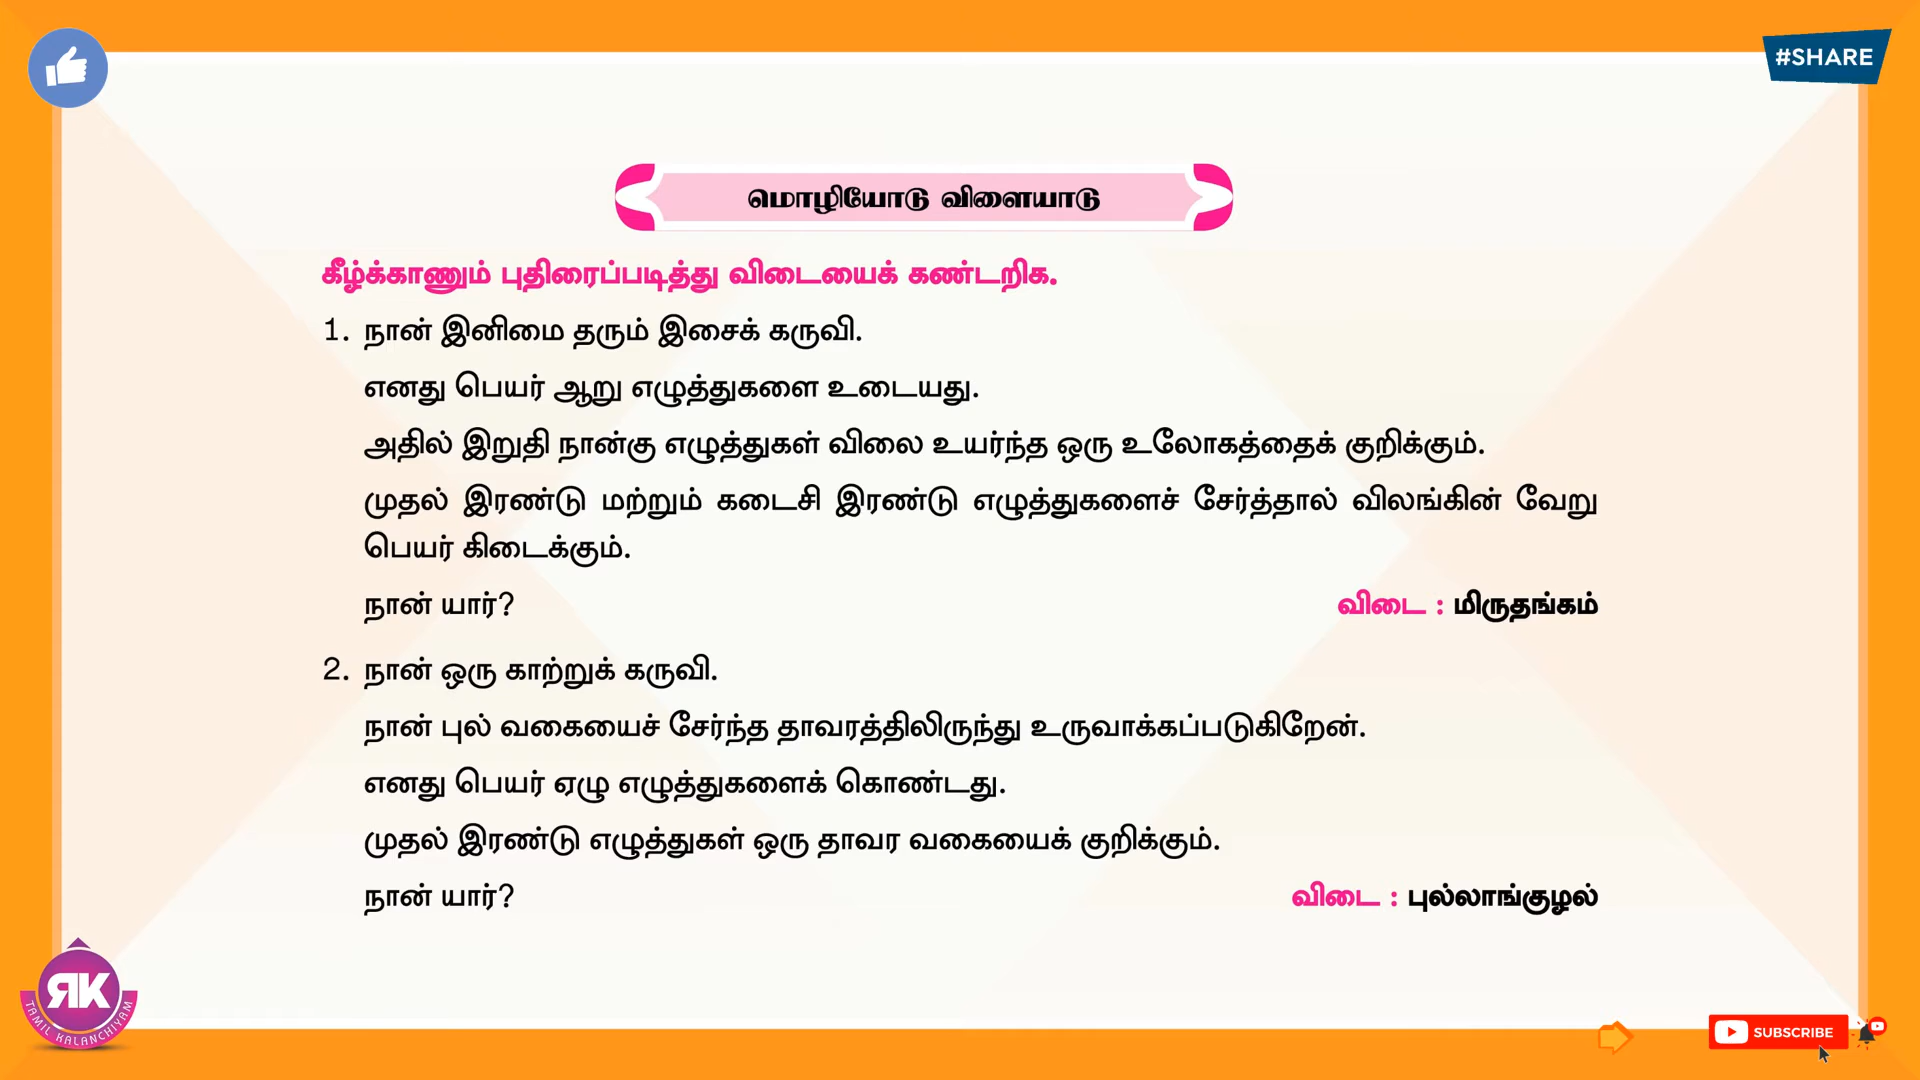 #SHARE
மொழியோடு விளையாடு
கீழ்க்காணும் புதிரைப்படித்து விடையைக் கண்டறிக.
1. நான் இனிமை தரும் இசைக் கருவி.
எனது பெயர் ஆறு எழுத்துகளை உடையது.
அதில் இறுதி நான்கு எழுத்துகள் விலை உயர்ந்த ஒரு உலோகத்தைக் குறிக்கும்.
முதல் இரண்டு மற்றும் கடைசி இரண்டு எழுத்துகளைச் சேர்த்தால் விலங்கின் வேறு
பெயர் கிடைக்கும்.
நான் யார்? விடை : மிருதங்கம்
2. நான் ஒரு காற்றுக் கருவி.
நான் புல் வகையைச் சேர்ந்த தாவரத்திலிருந்து உருவாக்கப்படுகிறேன்.
எனது பெயர் ஏழு எழுத்துகளைக் கொண்டது.
முதல் இரண்டு எழுத்துகள் ஒரு தாவர வகையைக் குறிக்கும்.
நான் யார்? விடை : புல்லாங்குழல்
RK
TAMIL KALANCHIYAM
SUBSCRIBE